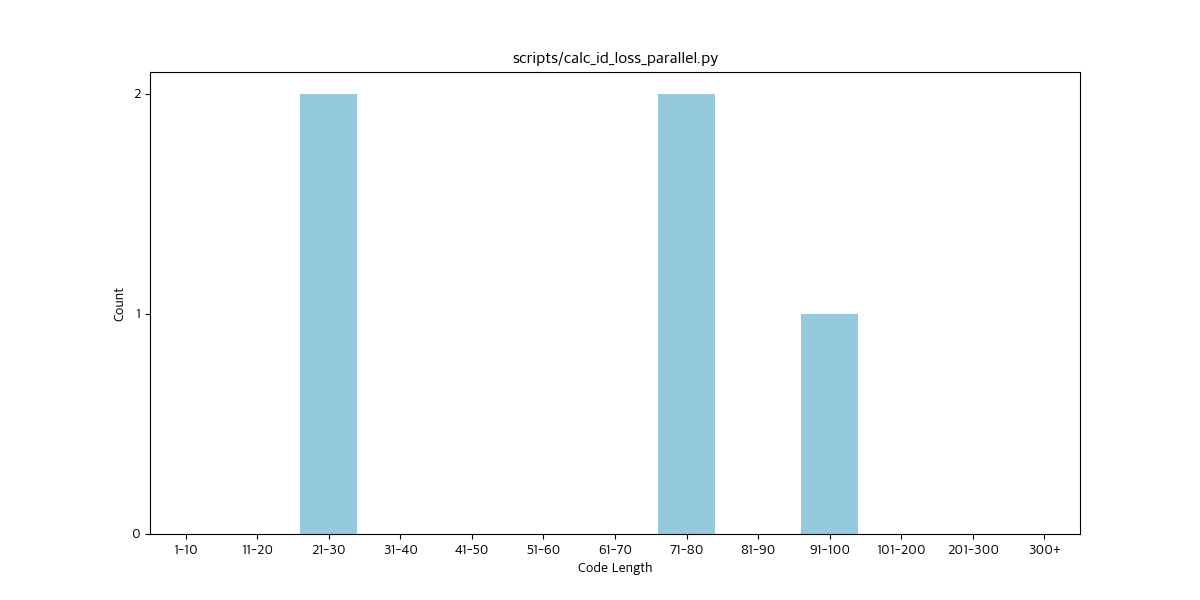 scripts/calc_id_loss_parallel.py
2
1
0
Count
1-10 11-20 21-30 31-40 41-50 51-60 61-70 71-80 81-90 91-100 101-200 201-300 300+
Code Length